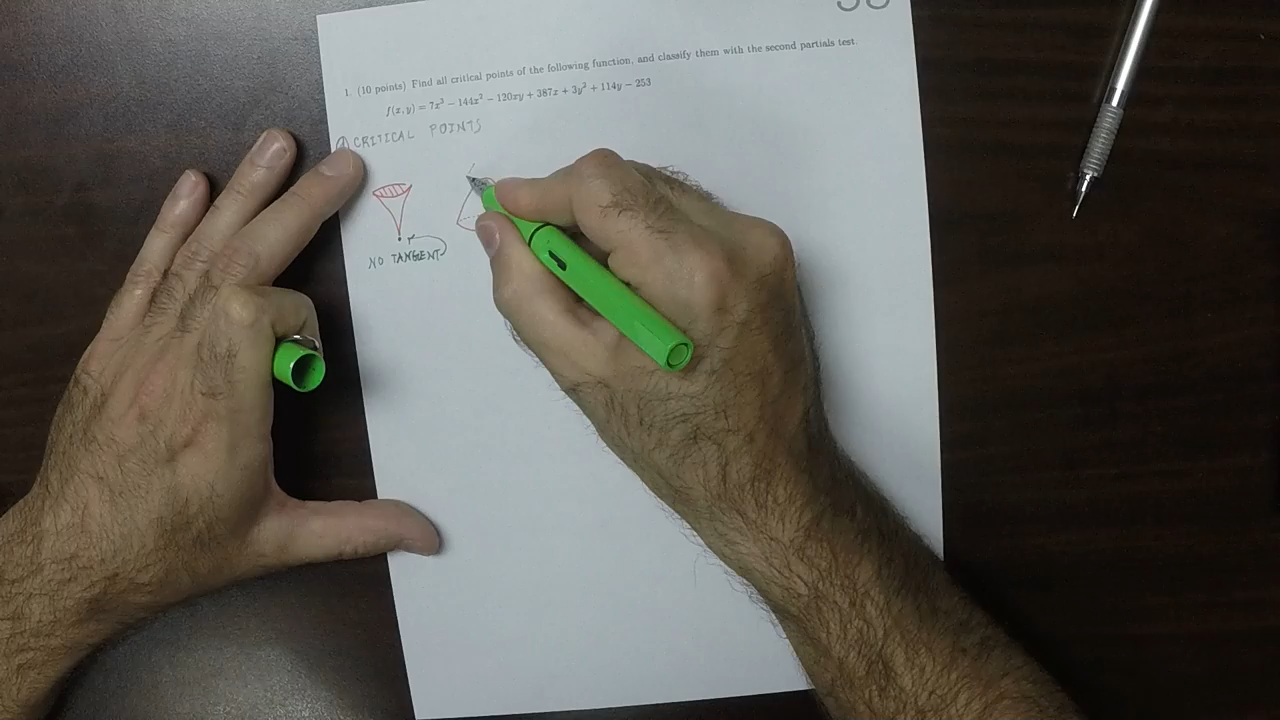 1. (10 points) Find all critical points of the following function, and classify them with the second partials test.
f(x, y) = 7x³ − 144x² − 120xy + 387x + 3y² + 114y − 253
① CRITICAL POINTS
NO TANGENT